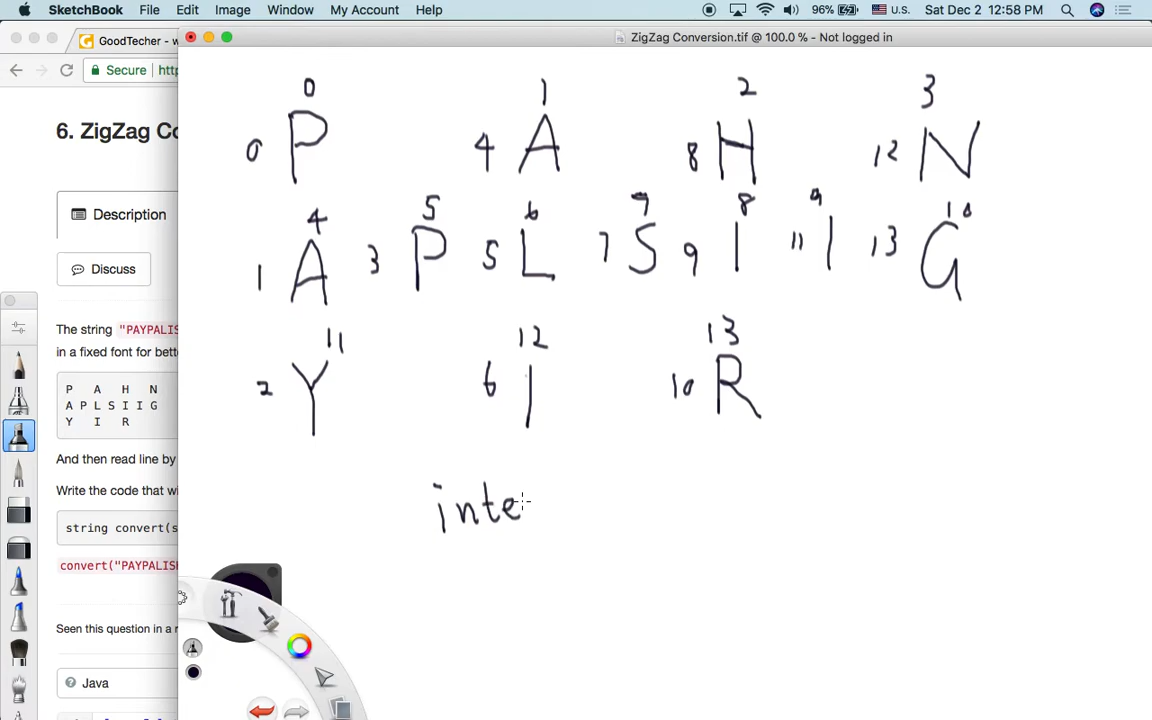 SketchBook File Edit Image Window My Account Help 96% U.S. Sat Dec 2 12:58 PM
GoodTecher - w
ZigZag Conversion.tif @ 100.0 % - Not logged in
Secure http
6. ZigZag Co
Description
Discuss
The string "PAYPALIS
in a fixed font for bette
P A H N
A P L S I I G
Y I R
And then read line by
Write the code that wi
string convert(s
convert("PAYPALISH
Seen this question in a r
Java
0 1 2 3
0 P 4 A 8 H 12 N
4 5 6 7 8 9 10
1 A 3 P 5 L 7 S 9 I 11 I 13 G
11 12 13
2 Y 6 I 10 R
inte